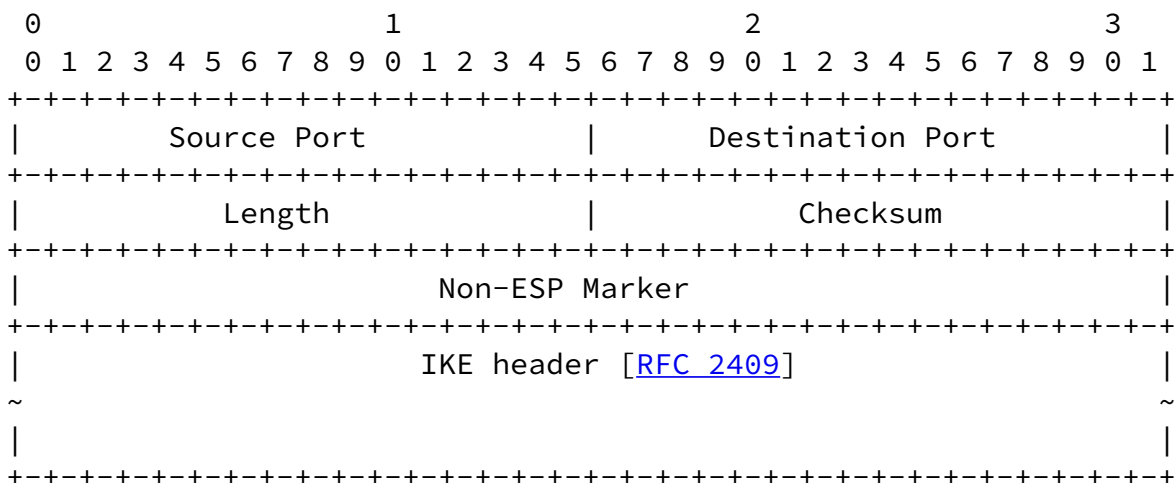 0                   1                   2                   3
 0 1 2 3 4 5 6 7 8 9 0 1 2 3 4 5 6 7 8 9 0 1 2 3 4 5 6 7 8 9 0 1
+-+-+-+-+-+-+-+-+-+-+-+-+-+-+-+-+-+-+-+-+-+-+-+-+-+-+-+-+-+-+-+-+
|        Source Port            |      Destination Port         |
+-+-+-+-+-+-+-+-+-+-+-+-+-+-+-+-+-+-+-+-+-+-+-+-+-+-+-+-+-+-+-+-+
|           Length              |           Checksum            |
+-+-+-+-+-+-+-+-+-+-+-+-+-+-+-+-+-+-+-+-+-+-+-+-+-+-+-+-+-+-+-+-+
|                       Non-ESP Marker                          |
+-+-+-+-+-+-+-+-+-+-+-+-+-+-+-+-+-+-+-+-+-+-+-+-+-+-+-+-+-+-+-+-+
|                      IKE header [RFC 2409]                    |
~                                                               ~
|                                                               |
+-+-+-+-+-+-+-+-+-+-+-+-+-+-+-+-+-+-+-+-+-+-+-+-+-+-+-+-+-+-+-+-+